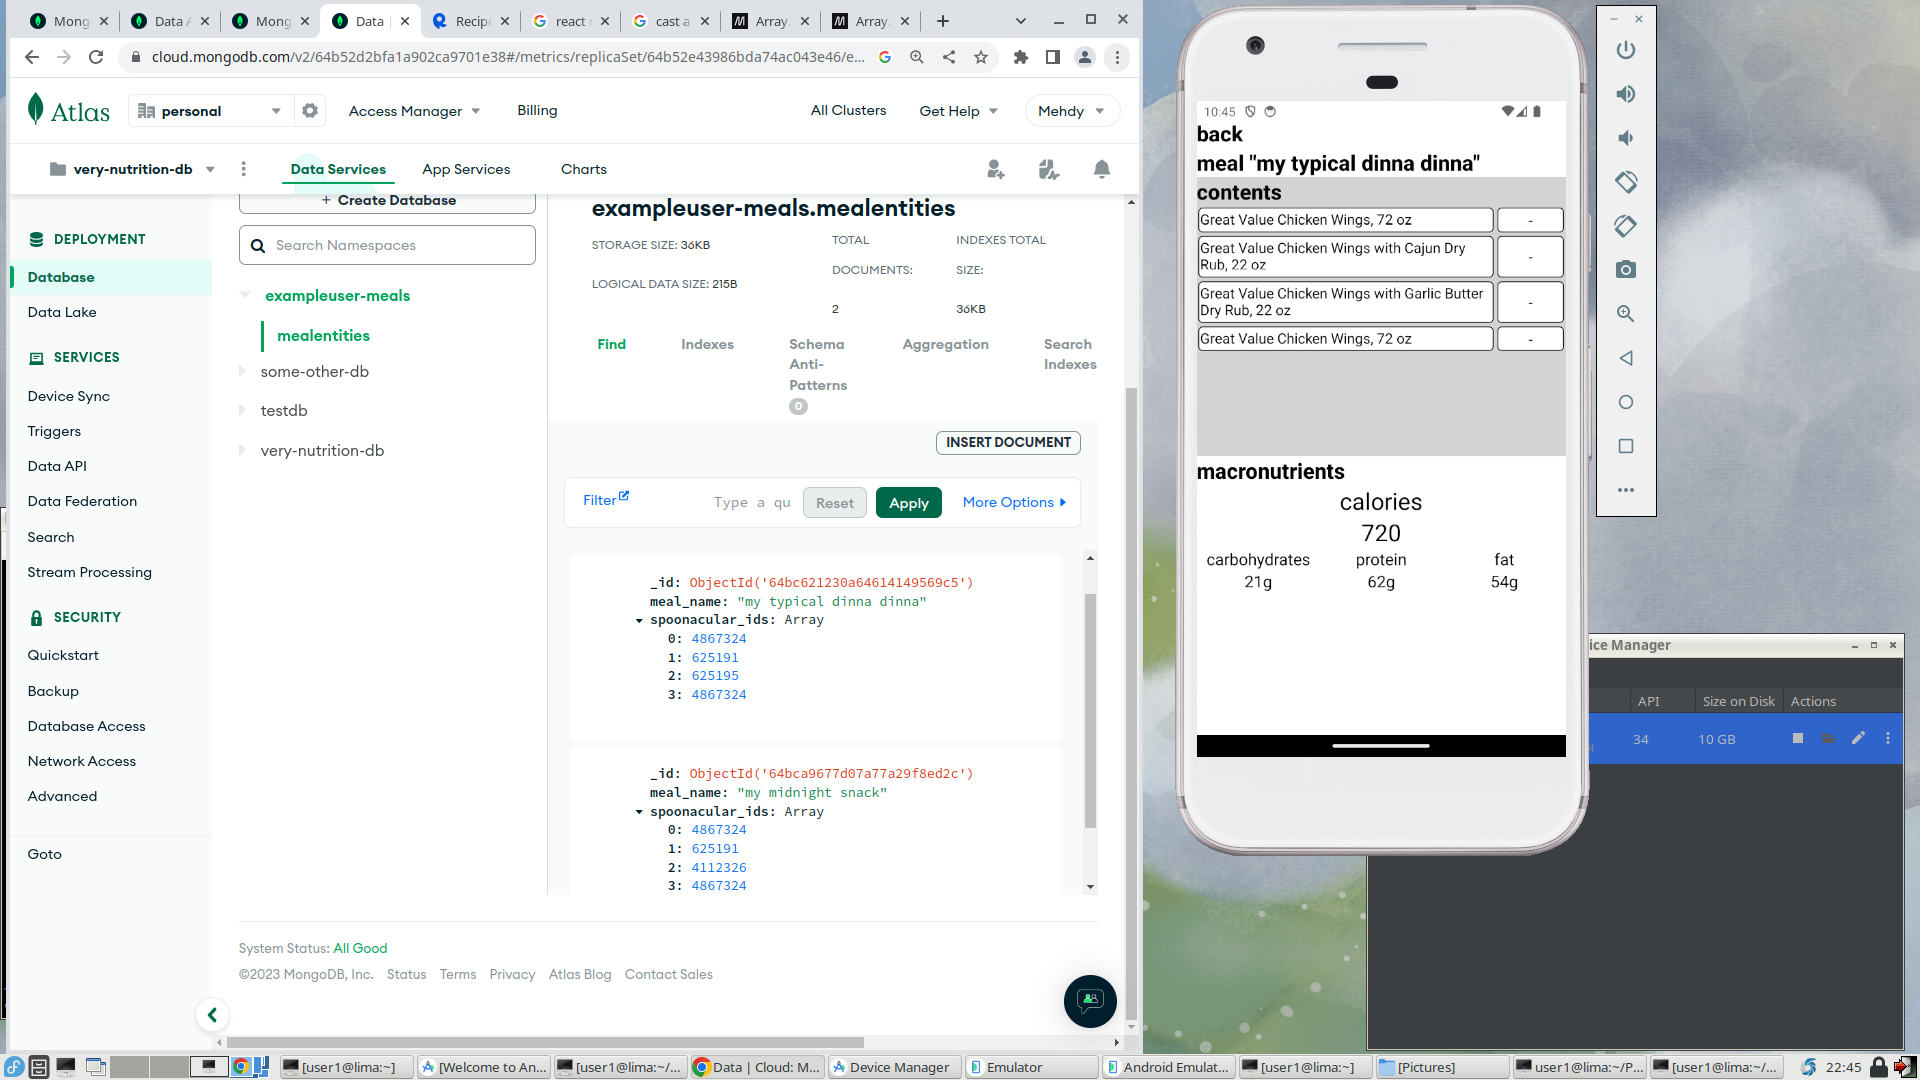 Mong
Data A
Mong
Data |
Recipe
react n
cast a
Array.
Array.
cloud.mongodb.com/v2/64b52d2bfa1a902ca9701e38#/metrics/replicaSet/64b52e43986bda74ac043e46/e...
Atlas
personal
Access Manager
Billing
All Clusters
Get Help
Mehdy
very-nutrition-db
Data Services
App Services
Charts
DEPLOYMENT
Database
Data Lake
SERVICES
Device Sync
Triggers
Data API
Data Federation
Search
Stream Processing
SECURITY
Quickstart
Backup
Database Access
Network Access
Advanced
Goto
+ Create Database
Search Namespaces
exampleuser-meals
mealentities
some-other-db
testdb
very-nutrition-db
exampleuser-meals.mealentities
STORAGE SIZE: 36KB
LOGICAL DATA SIZE: 215B
TOTAL
DOCUMENTS:
2
INDEXES TOTAL
SIZE:
36KB
Find
Indexes
Schema
Anti-
Patterns
0
Aggregation
Search
Indexes
INSERT DOCUMENT
Filter
Type a qu
Reset
Apply
More Options
_id: ObjectId('64bc621230a64614149569c5')
meal_name: "my typical dinna dinna"
spoonacular_ids: Array
0: 4867324
1: 625191
2: 625195
3: 4867324
_id: ObjectId('64bca9677d07a77a29f8ed2c')
meal_name: "my midnight snack"
spoonacular_ids: Array
0: 4867324
1: 625191
2: 4112326
3: 4867324
System Status: All Good
©2023 MongoDB, Inc. Status Terms Privacy Atlas Blog Contact Sales
10:45
back
meal "my typical dinna dinna"
contents
Great Value Chicken Wings, 72 oz
-
Great Value Chicken Wings with Cajun Dry
Rub, 22 oz
-
Great Value Chicken Wings with Garlic Butter
Dry Rub, 22 oz
-
Great Value Chicken Wings, 72 oz
-
macronutrients
calories
720
carbohydrates protein fat
21g 62g 54g
ice Manager
API Size on Disk Actions
34 10 GB
[user1@lima:~]
[Welcome to An...
[user1@lima:~/...
Data | Cloud: M...
Device Manager
Emulator
Android Emulat...
[user1@lima:~]
[Pictures]
user1@lima:~/P...
[user1@lima:~/...
22:45